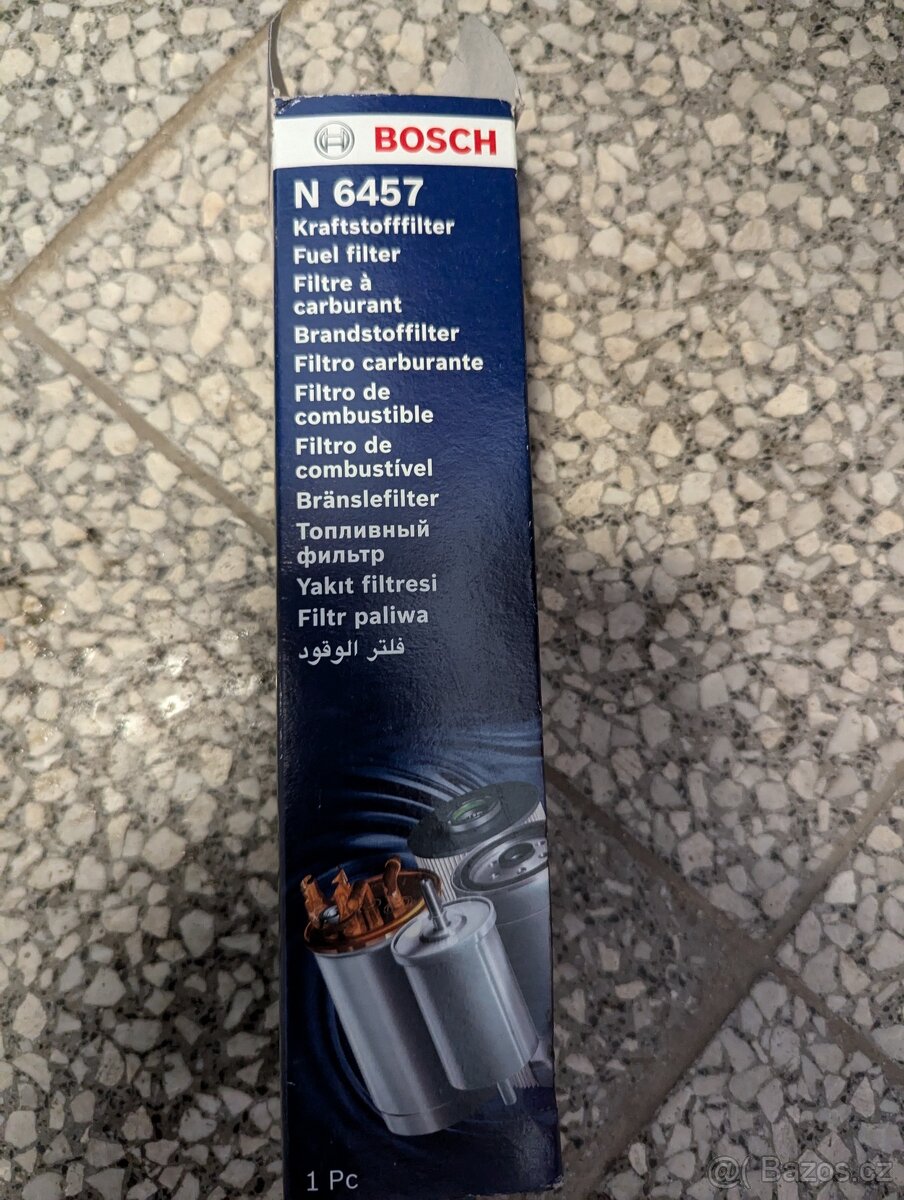 BOSCH
N 6457
Kraftstofffilter
Fuel filter
Filtre à
carburant
Brandstoffilter
Filtro carburante
Filtro de
combustible
Filtro de
combustível
Bränslefilter
Топливный
фильтр
Yakıt filtresi
Filtr paliwa
فلتر الوقود
1 Pc
@( Bazos.cz